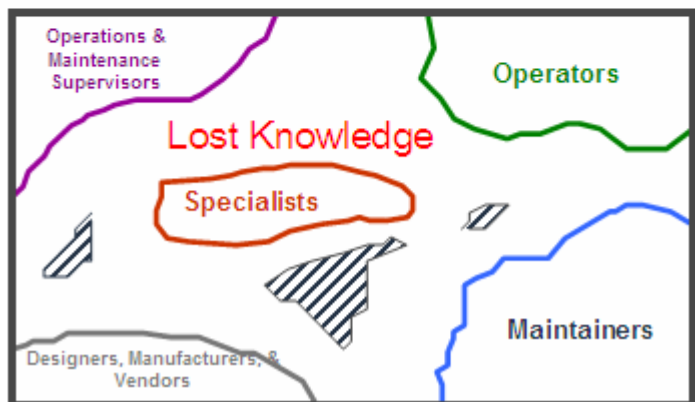 Operations &
Maintenance
Supervisors
Operators
Lost Knowledge
Specialists
Maintainers
Designers, Manufacturers, &
Vendors